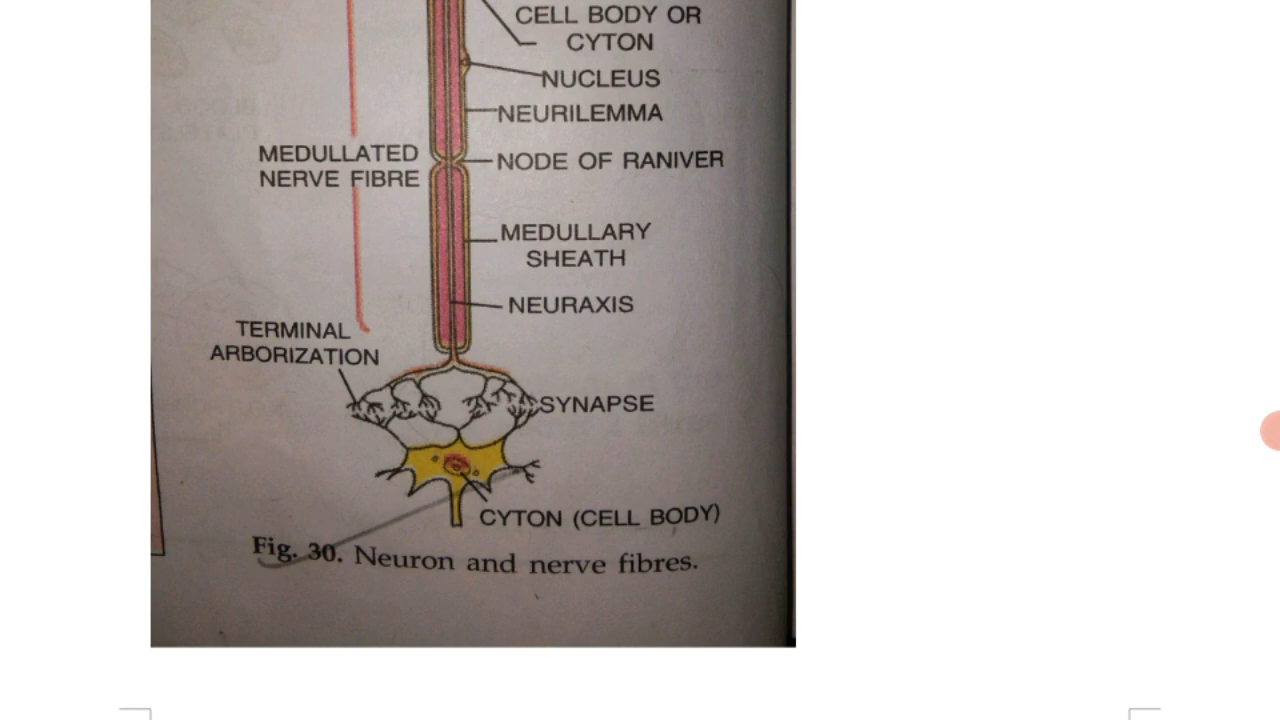 CELL BODY OR
CYTON
NUCLEUS
NEURILEMMA
MEDULLATED
NERVE FIBRE
NODE OF RANIVER
MEDULLARY
SHEATH
NEURAXIS
TERMINAL
ARBORIZATION
SYNAPSE
CYTON (CELL BODY)
Fig. 30. Neuron and nerve fibres.